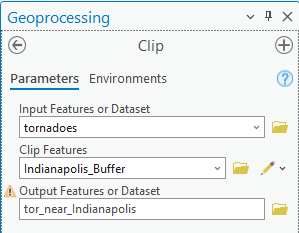 Geoprocessing
Clip
Parameters Environments
Input Features or Dataset
tornadoes
Clip Features
Indianapolis_Buffer
Output Features or Dataset
tor_near_Indianapolis